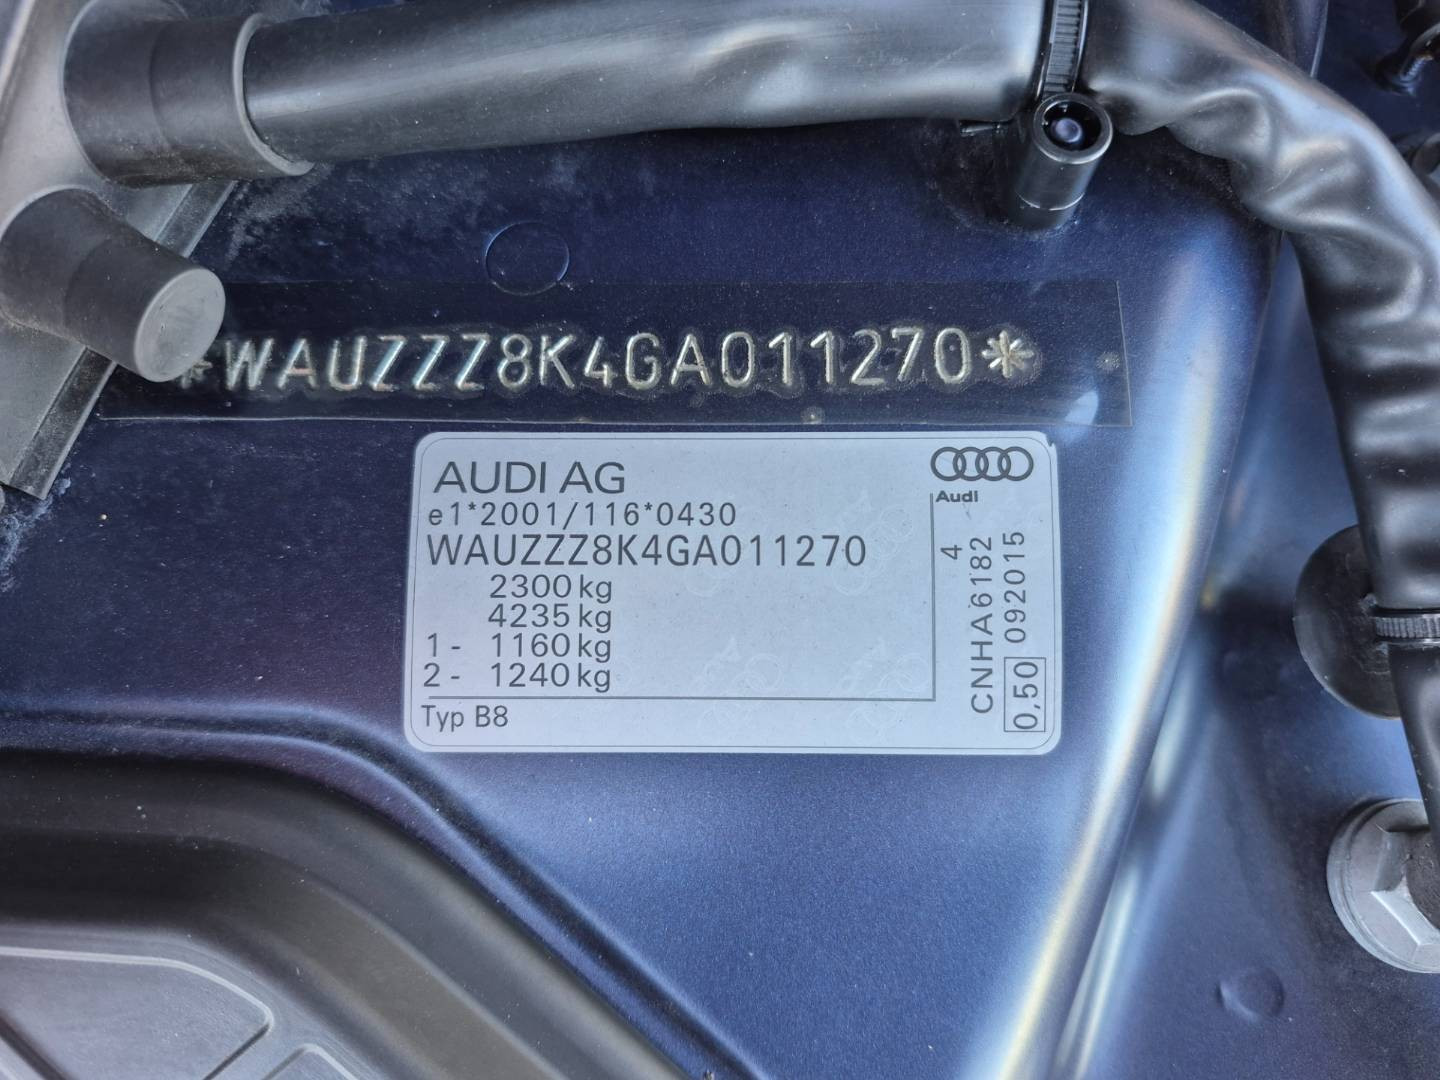 *WAUZZZ8K4GA011270*
AUDI AG
Audi
e1*2001/116*0430
WAUZZZ8K4GA011270
2300 kg
4235 kg
1 - 1160 kg
2 - 1240 kg
Typ B8
4
CNHA6182
0,50 092015